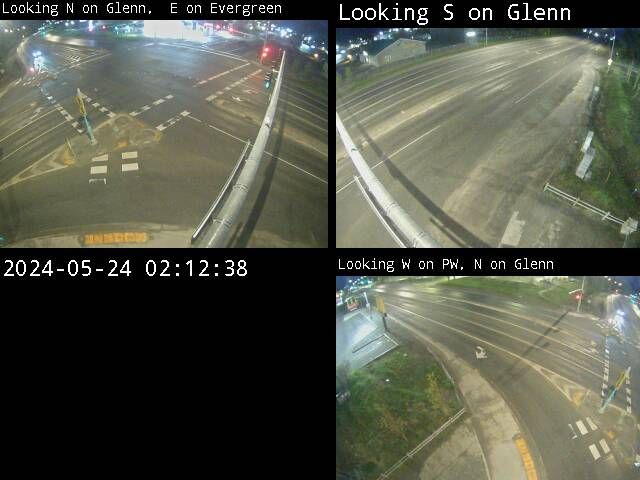 Looking N on Glenn, E on Evergreen
Looking S on Glenn
2024-05-24 02:12:38
Looking W on PW, N on Glenn